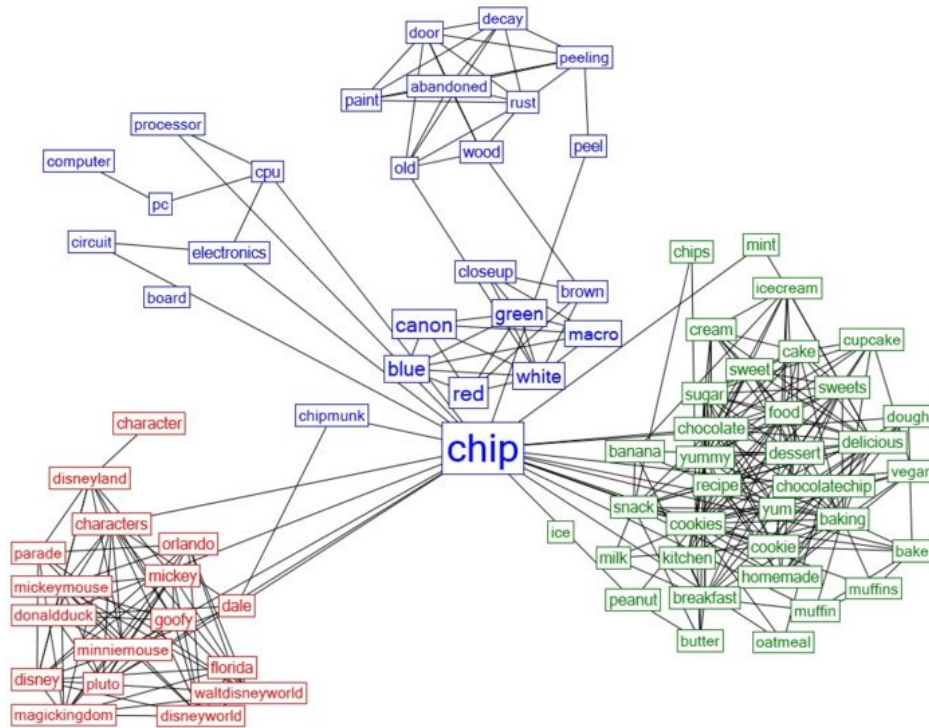 decay
door
peeling
abandoned
paint
rust
processor
wood
peel
computer
old
cpu
pc
circuit
electronics
chips
mint
closeup
icecream
board
brown
green
canon
cream
macro
cupcake
cake
blue
sweet
white
sweets
red
sugar
food
chipmunk
dough
character
chocolate
delicious
chip
banana
yummy
dessert
vegan
disneyland
recipe
chocolatechip
snack
yum
characters
cookies
baking
ice
orlando
cookie
bake
parade
milk
kitchen
mickey
homemade
mickeymouse
muffins
peanut
breakfast
dale
donalduck
goofy
muffin
minniemouse
butter
oatmeal
florida
disney
pluto
waltdisneyworld
magickingdom
disneyworld